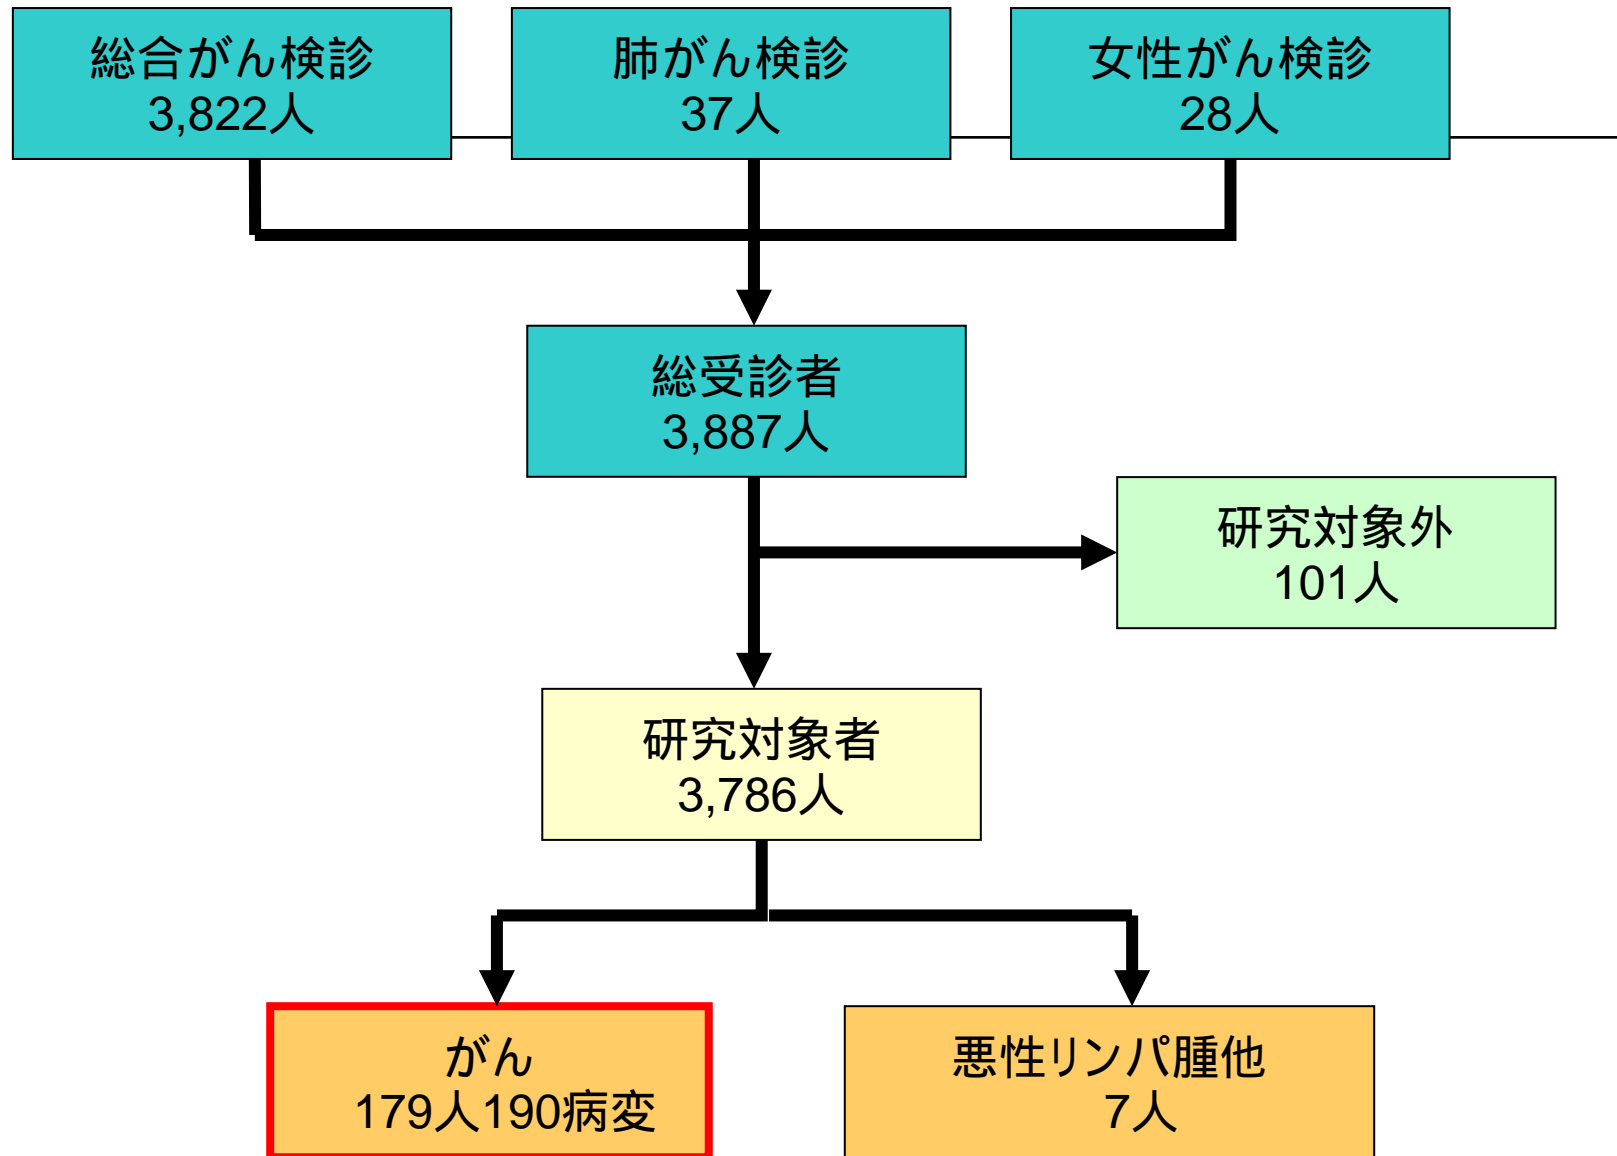 総合がん検診
3,822人
肺がん検診
37人
女性がん検診
28人
総受診者
3,887人
研究対象外
101人
研究対象者
3,786人
がん
179人190病変
悪性リンパ腫他
7人